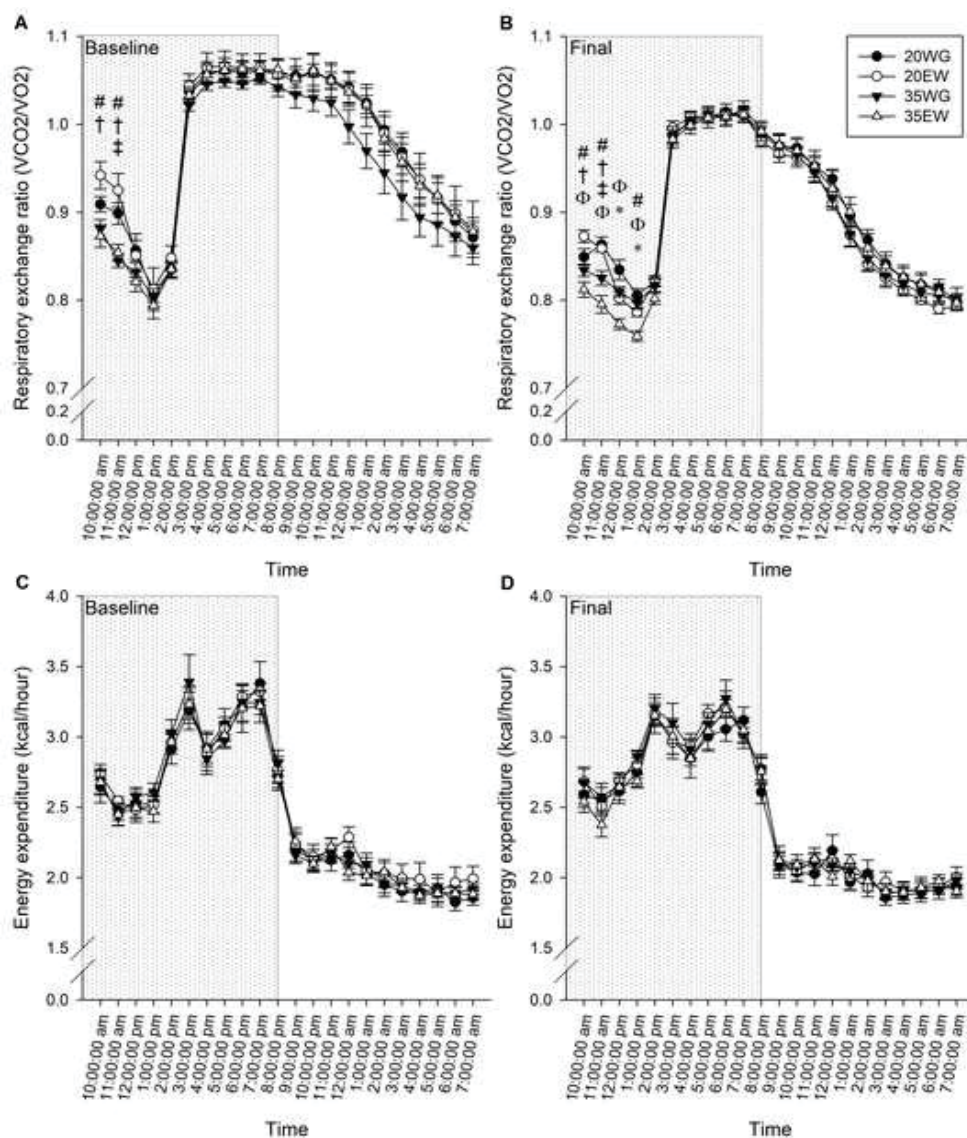 A
Baseline
Respiratory exchange ratio (VCO2/VO2)
1.1
1.0
0.9
0.8
0.7
0.2
0.0
#
†
#
†
‡
10:00:00 am
11:00:00 am
12:00:00 pm
1:00:00 pm
2:00:00 pm
3:00:00 pm
4:00:00 pm
5:00:00 pm
6:00:00 pm
7:00:00 pm
8:00:00 pm
9:00:00 pm
10:00:00 pm
11:00:00 pm
12:00:00 am
1:00:00 am
2:00:00 am
3:00:00 am
4:00:00 am
5:00:00 am
6:00:00 am
7:00:00 am
Time
B
Final
20WG
20EW
35WG
35EW
Respiratory exchange ratio (VCO2/VO2)
1.1
1.0
0.9
0.8
0.7
0.2
0.0
#
†
Φ
#
†
‡
Φ
Φ
*
#
Φ
*
10:00:00 am
11:00:00 am
12:00:00 pm
1:00:00 pm
2:00:00 pm
3:00:00 pm
4:00:00 pm
5:00:00 pm
6:00:00 pm
7:00:00 pm
8:00:00 pm
9:00:00 pm
10:00:00 pm
11:00:00 pm
12:00:00 am
1:00:00 am
2:00:00 am
3:00:00 am
4:00:00 am
5:00:00 am
6:00:00 am
7:00:00 am
Time
C
Baseline
Energy expenditure (kcal/hour)
4.0
3.5
3.0
2.5
2.0
1.5
0.0
10:00:00 am
11:00:00 am
12:00:00 pm
1:00:00 pm
2:00:00 pm
3:00:00 pm
4:00:00 pm
5:00:00 pm
6:00:00 pm
7:00:00 pm
8:00:00 pm
9:00:00 pm
10:00:00 pm
11:00:00 pm
12:00:00 am
1:00:00 am
2:00:00 am
3:00:00 am
4:00:00 am
5:00:00 am
6:00:00 am
7:00:00 am
Time
D
Final
Energy expenditure (kcal/hour)
4.0
3.5
3.0
2.5
2.0
1.5
0.0
10:00:00 am
11:00:00 am
12:00:00 pm
1:00:00 pm
2:00:00 pm
3:00:00 pm
4:00:00 pm
5:00:00 pm
6:00:00 pm
7:00:00 pm
8:00:00 pm
9:00:00 pm
10:00:00 pm
11:00:00 pm
12:00:00 am
1:00:00 am
2:00:00 am
3:00:00 am
4:00:00 am
5:00:00 am
6:00:00 am
7:00:00 am
Time